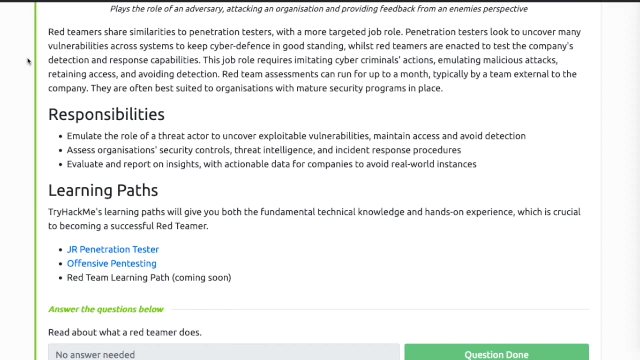 Plays the role of an adversary, attacking an organisation and providing feedback from an enemies perspective
Red teamers share similarities to penetration testers, with a more targeted job role. Penetration testers look to uncover many
vulnerabilities across systems to keep cyber-defence in good standing, whilst red teamers are enacted to test the company's
detection and response capabilities. This job role requires imitating cyber criminals' actions, emulating malicious attacks,
retaining access, and avoiding detection. Red team assessments can run for up to a month, typically by a team external to the
company. They are often best suited to organisations with mature security programs in place.
Responsibilities
• Emulate the role of a threat actor to uncover exploitable vulnerabilities, maintain access and avoid detection
• Assess organisations' security controls, threat intelligence, and incident response procedures
• Evaluate and report on insights, with actionable data for companies to avoid real-world instances
Learning Paths
TryHackMe's learning paths will give you both the fundamental technical knowledge and hands-on experience, which is crucial
to becoming a successful Red Teamer.
• JR Penetration Tester
• Offensive Pentesting
• Red Team Learning Path (coming soon)
Answer the questions below
Read about what a red teamer does.
No answer needed
Question Done